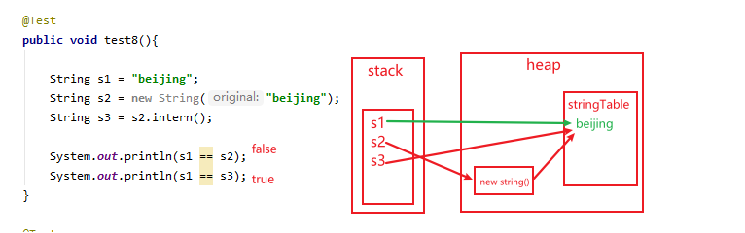 @Test
public void test8(){
String s1 = "beijing";
String s2 = new String( original: "beijing");
String s3 = s2.intern();
System.out.println(s1 == s2); false
System.out.println(s1 == s3); true
}
stack
s1
s2
s3
heap
stringTable
beijing
new string()